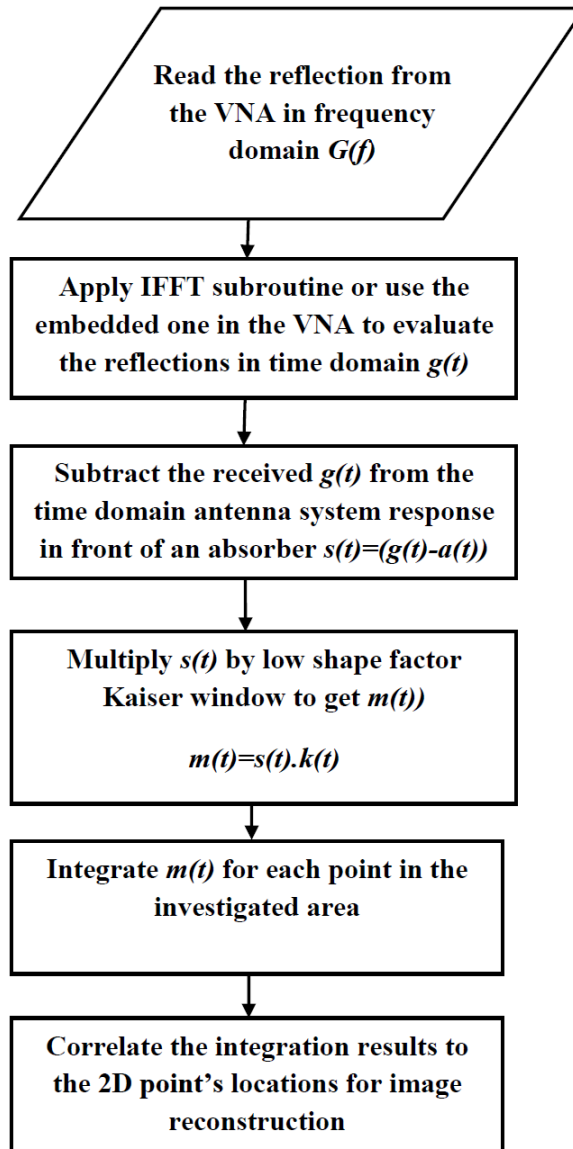 Read the reflection from
the VNA in frequency
domain G(f)
Apply IFFT subroutine or use the
embedded one in the VNA to evaluate
the reflections in time domain g(t)
Subtract the received g(t) from the
time domain antenna system response
in front of an absorber s(t)=(g(t)-a(t))
Multiply s(t) by low shape factor
Kaiser window to get m(t))
m(t)=s(t).k(t)
Integrate m(t) for each point in the
investigated area
Correlate the integration results to
the 2D point's locations for image
reconstruction